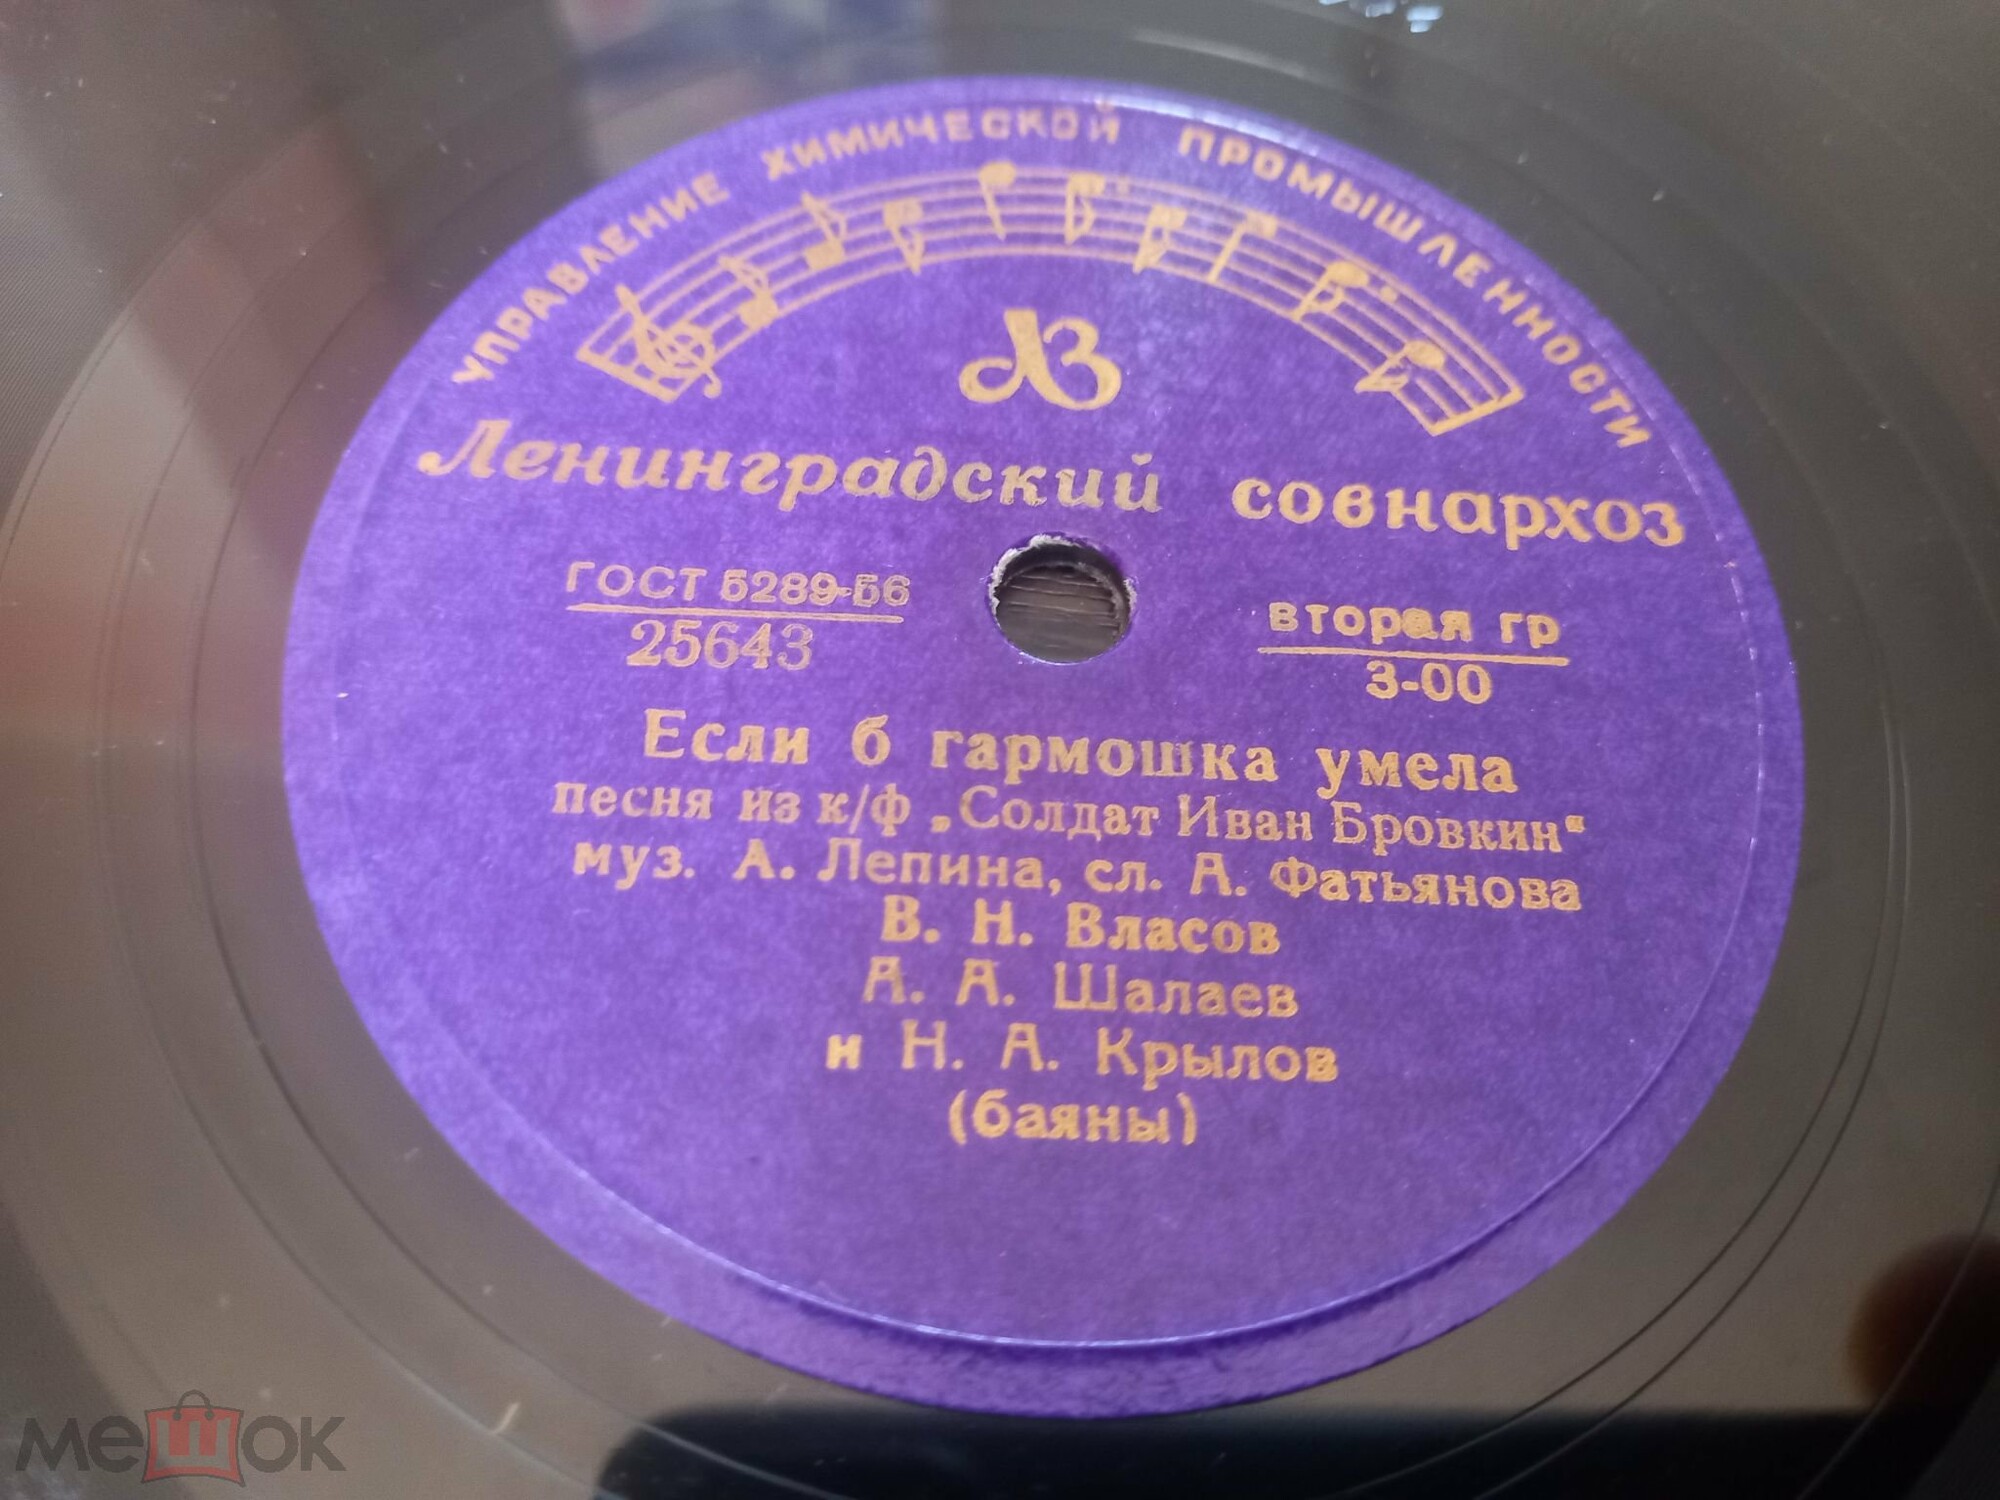 УПРАВЛЕНИЕ ХИМИЧЕСКОЙ ПРОМЫШЛЕННОСТИ
ЛЗ
Ленинградский совнархоз
ГОСТ 5289-56
25643
вторая гр
3-00
Если б гармошка умела
песня из к/ф „Солдат Иван Бровкин“
муз. А. Лепина, сл. А. Фатьянова
В. Н. Власов
А. А. Шалаев
и Н. А. Крылов
(баяны)
мешок